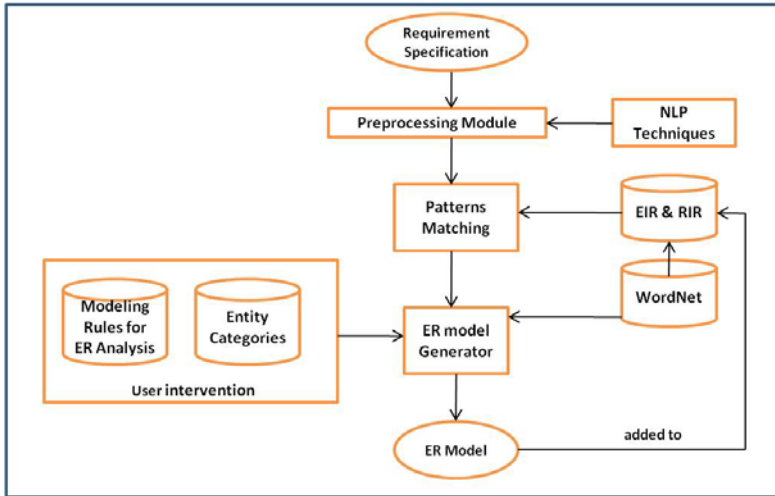 Requirement
Specification
Preprocessing Module
NLP
Techniques
Patterns
Matching
EIR & RIR
WordNet
Modeling
Rules for
ER Analysis
Entity
Categories
User intervention
ER model
Generator
ER Model
added to